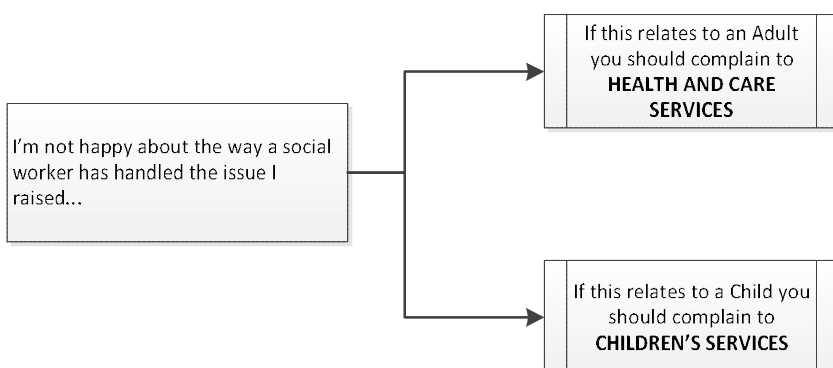 I'm not happy about the way a social
worker has handled the issue I
raised...
If this relates to an Adult
you should complain to
HEALTH AND CARE
SERVICES
If this relates to a Child you
should complain to
CHILDREN'S SERVICES